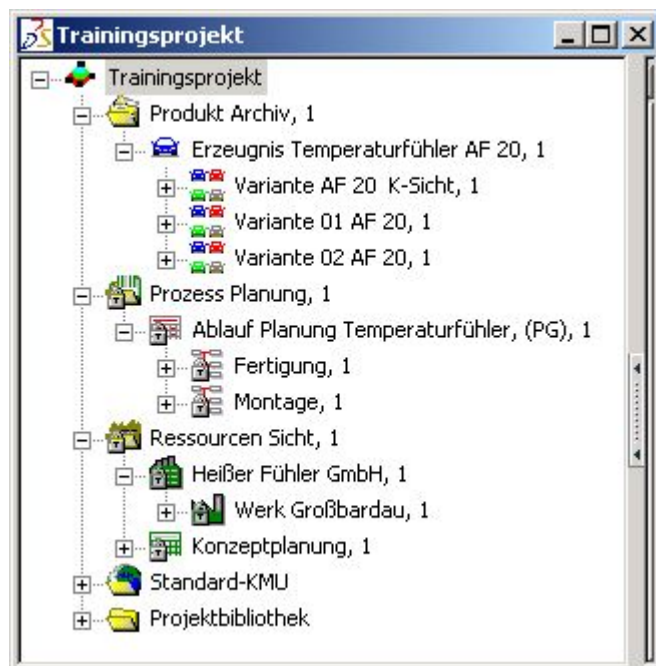 Trainingsprojekt
Trainingsprojekt
Produkt Archiv, 1
Erzeugnis Temperaturfühler AF 20, 1
Variante AF 20 K-Sicht, 1
Variante 01 AF 20, 1
Variante 02 AF 20, 1
Prozess Planung, 1
Ablauf Planung Temperaturfühler, (PG), 1
Fertigung, 1
Montage, 1
Ressourcen Sicht, 1
Heißer Fühler GmbH, 1
Werk Großbardau, 1
Konzeptplanung, 1
Standard-KMU
Projektbibliothek